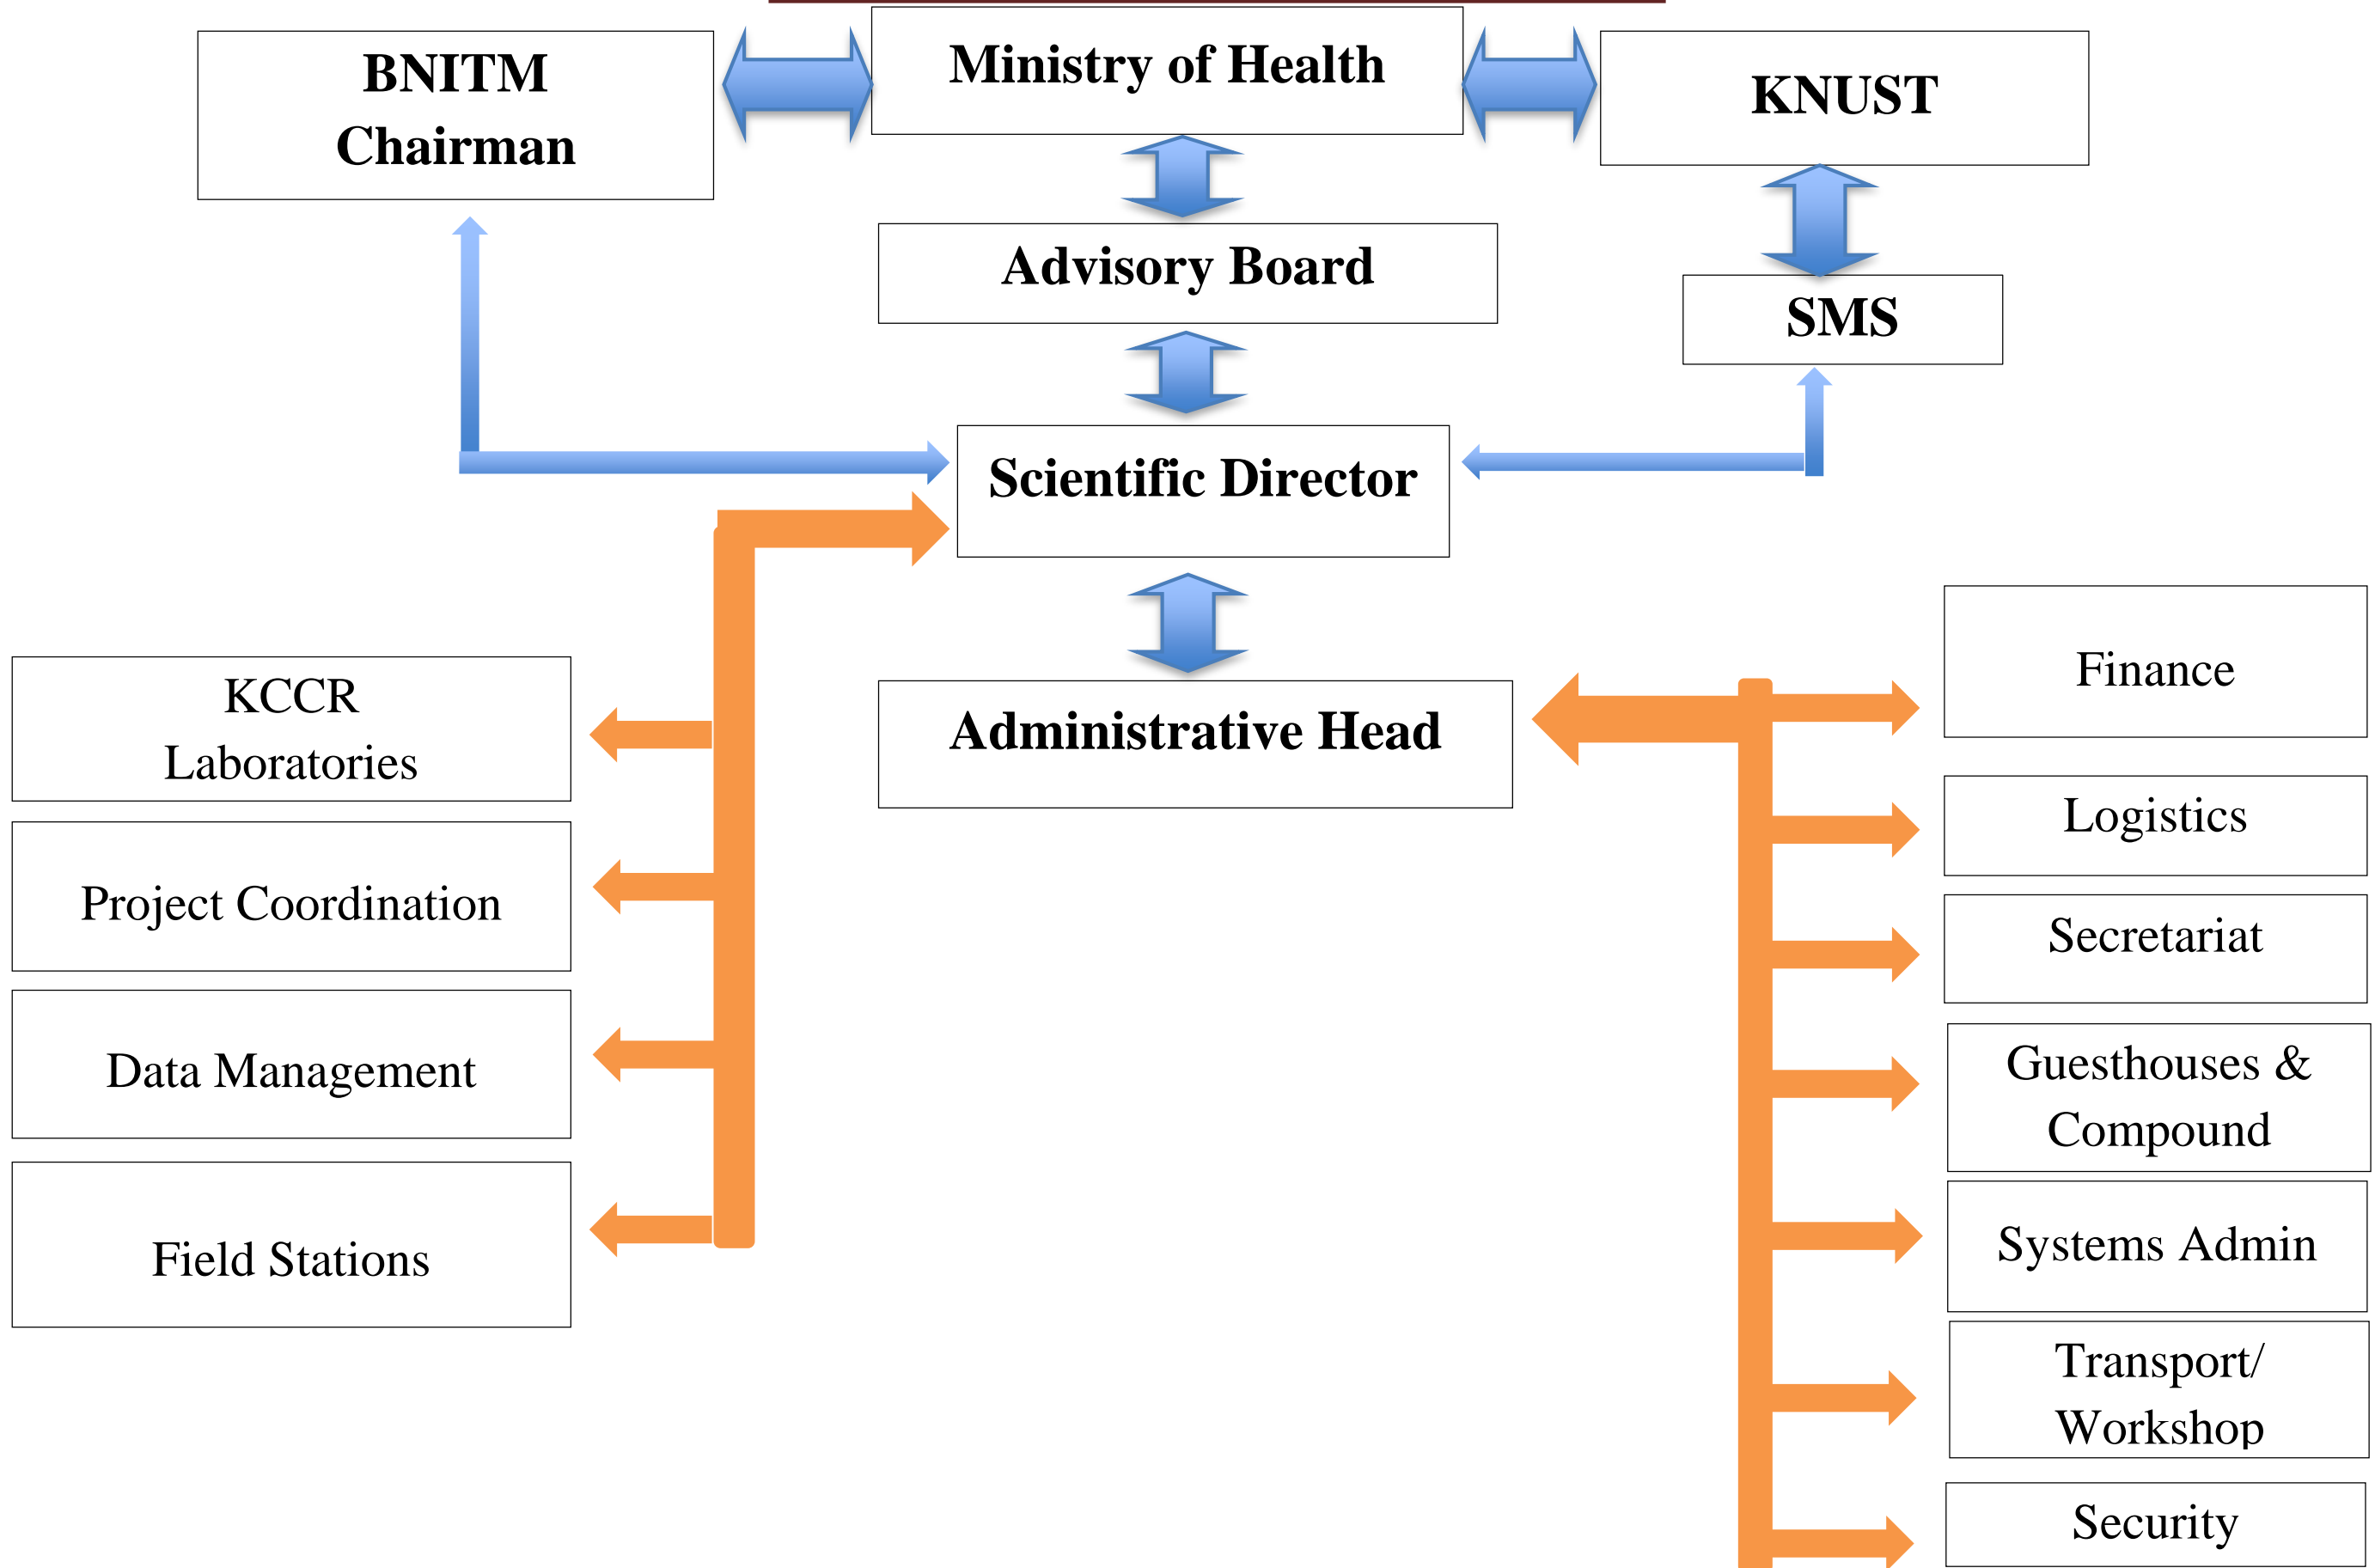 BNITM
Chairman
Ministry of Health
KNUST
Advisory Board
SMS
Scientific Director
Administrative Head
KCCR
Laboratories
Project Coordination
Data Management
Field Stations
Finance
Logistics
Secretariat
Guesthouses &
Compound
Systems Admin
Transport/
Workshop
Security